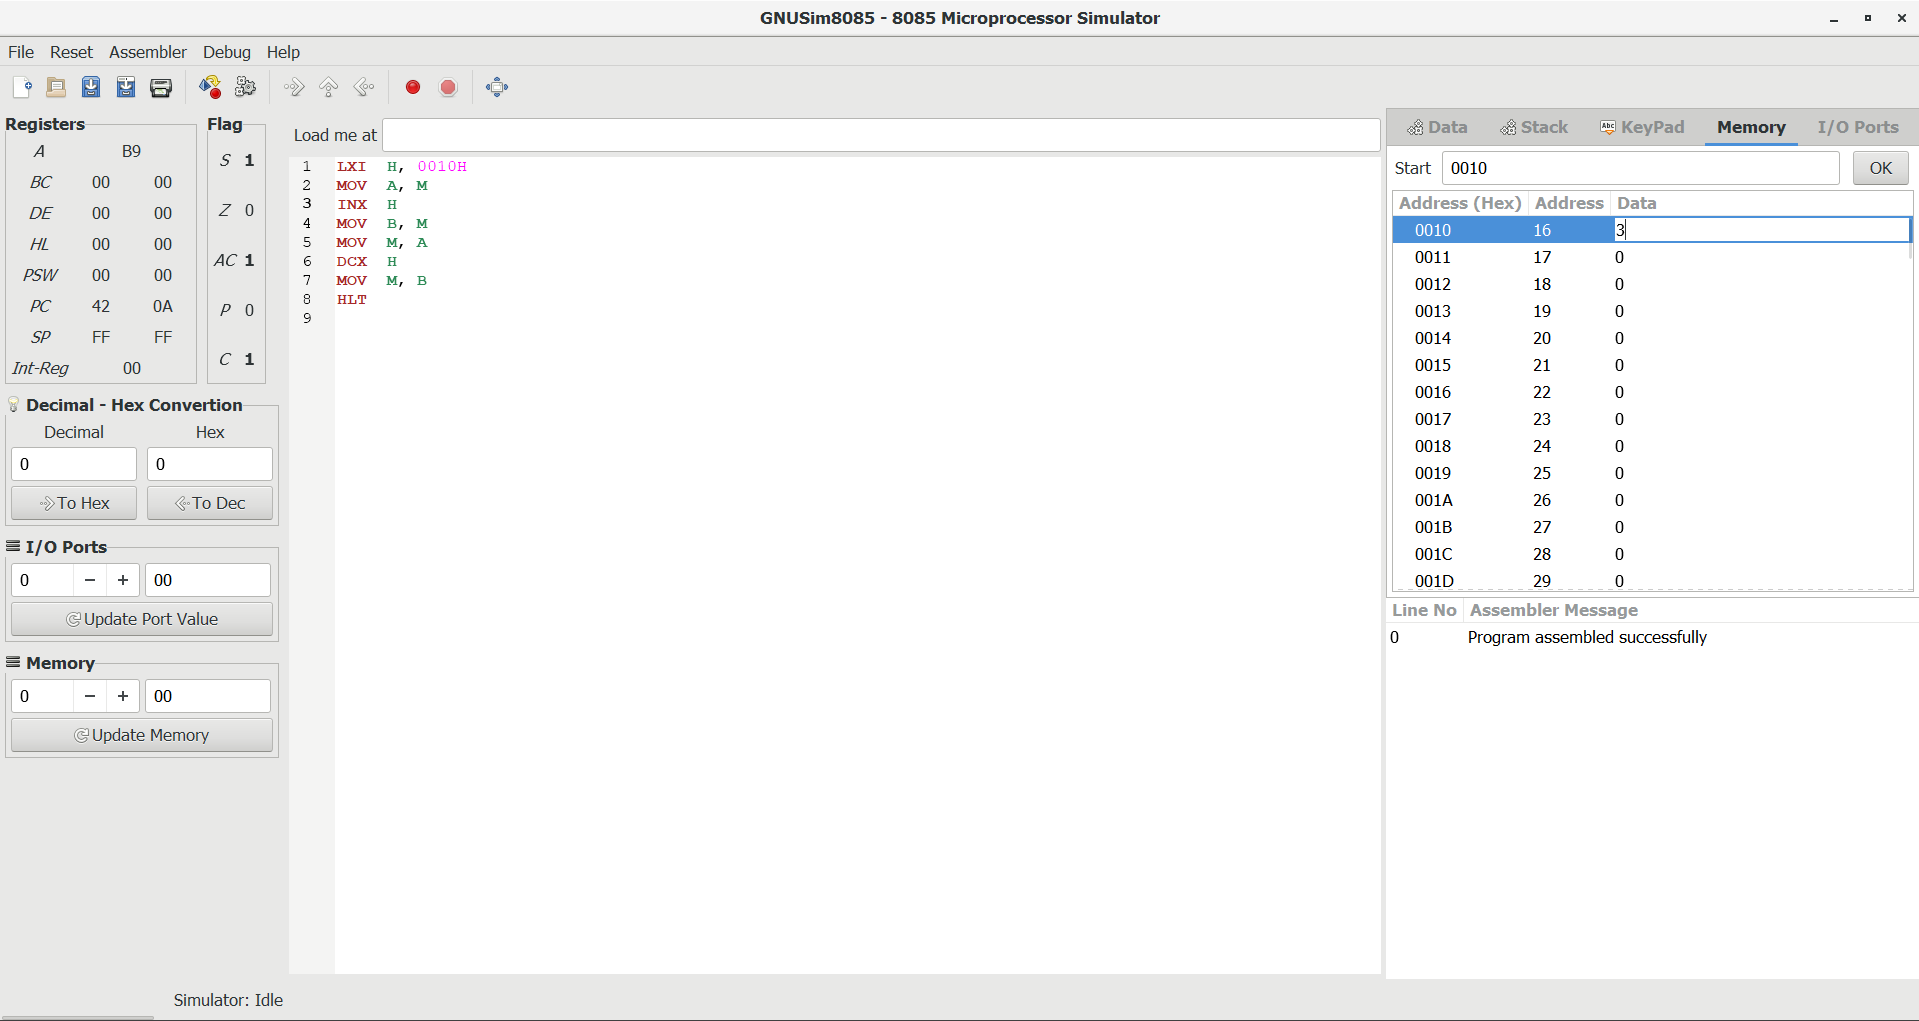 GNUSim8085 - 8085 Microprocessor Simulator
File Reset Assembler Debug Help
Registers
A B9
BC 00 00
DE 00 00
HL 00 00
PSW 00 00
PC 42 0A
SP FF FF
Int-Reg 00
Flag
S 1
Z 0
AC 1
P 0
C 1
Decimal - Hex Convertion
Decimal Hex
0 0
To Hex To Dec
I/O Ports
0 − + 00
Update Port Value
Memory
0 − + 00
Update Memory
Load me at
1 LXI H, 0010H
2 MOV A, M
3 INX H
4 MOV B, M
5 MOV M, A
6 DCX H
7 MOV M, B
8 HLT
9
Data Stack Abc KeyPad Memory I/O Ports
Start 0010 OK
Address (Hex) Address Data
0010 16 3
0011 17 0
0012 18 0
0013 19 0
0014 20 0
0015 21 0
0016 22 0
0017 23 0
0018 24 0
0019 25 0
001A 26 0
001B 27 0
001C 28 0
001D 29 0
Line No Assembler Message
0 Program assembled successfully
Simulator: Idle